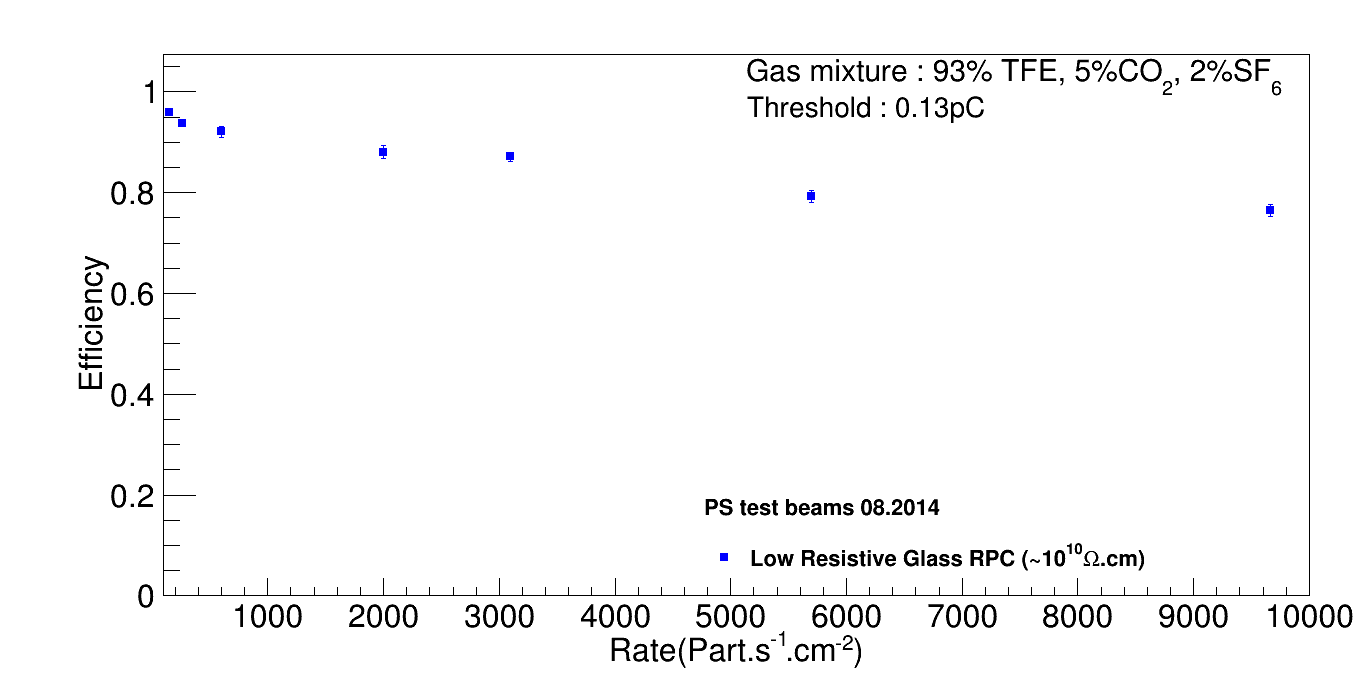 Gas mixture : 93% TFE, 5%CO2, 2%SF6
Threshold : 0.13pC
1
0.8
0.6
0.4
0.2
0
Efficiency
PS test beams 08.2014
Low Resistive Glass RPC (~10¹⁰Ω.cm)
1000 2000 3000 4000 5000 6000 7000 8000 9000 10000
Rate(Part.s⁻¹.cm⁻²)